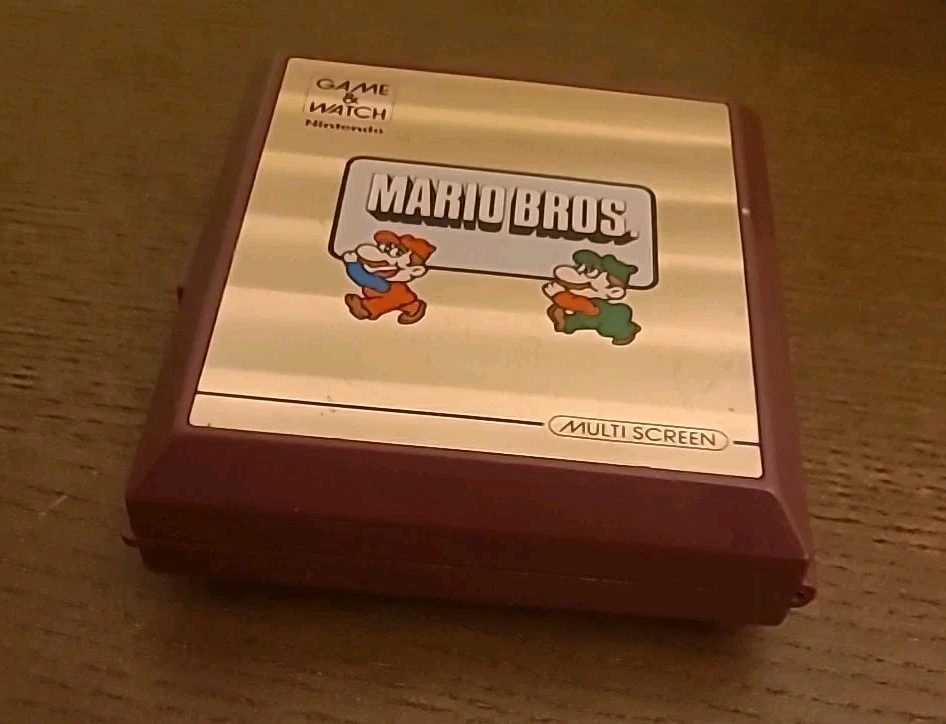 GAME
&
WATCH
Nintendo
MARIO BROS.
MULTI SCREEN